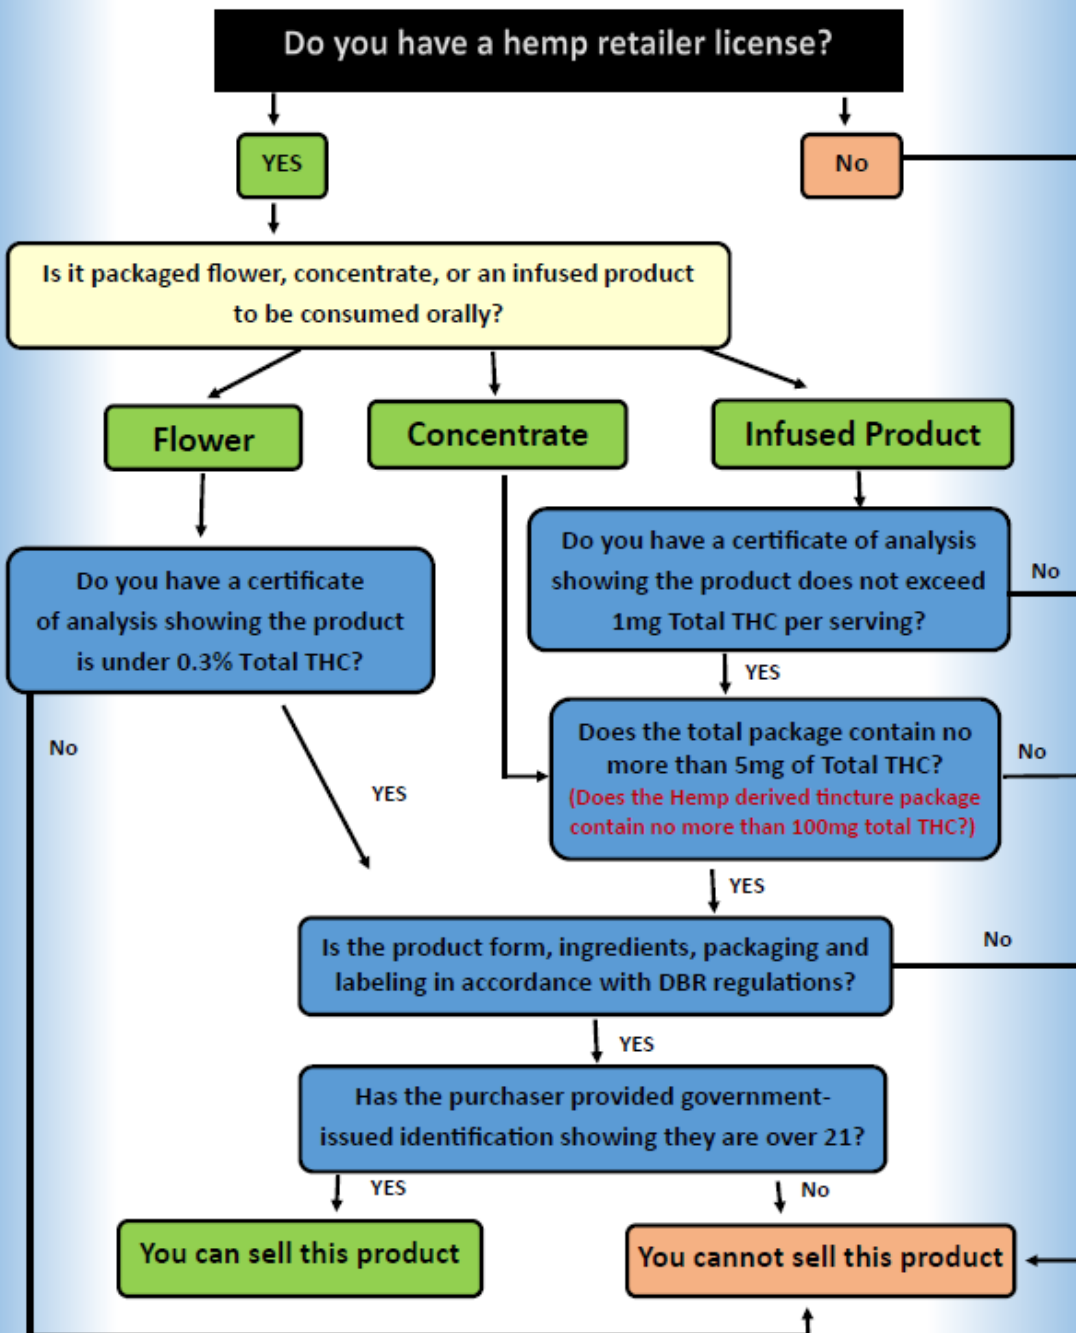 Do you have a hemp retailer license?
YES
No
Is it packaged flower, concentrate, or an infused product
to be consumed orally?
Flower
Concentrate
Infused Product
Do you have a certificate
of analysis showing the product
is under 0.3% Total THC?
Do you have a certificate of analysis
showing the product does not exceed
1mg Total THC per serving?
No
YES
No
YES
Does the total package contain no
more than 5mg of Total THC?
(Does the Hemp derived tincture package
contain no more than 100mg total THC?)
No
YES
Is the product form, ingredients, packaging and
labeling in accordance with DBR regulations?
No
YES
Has the purchaser provided government-
issued identification showing they are over 21?
YES
No
You can sell this product
You cannot sell this product